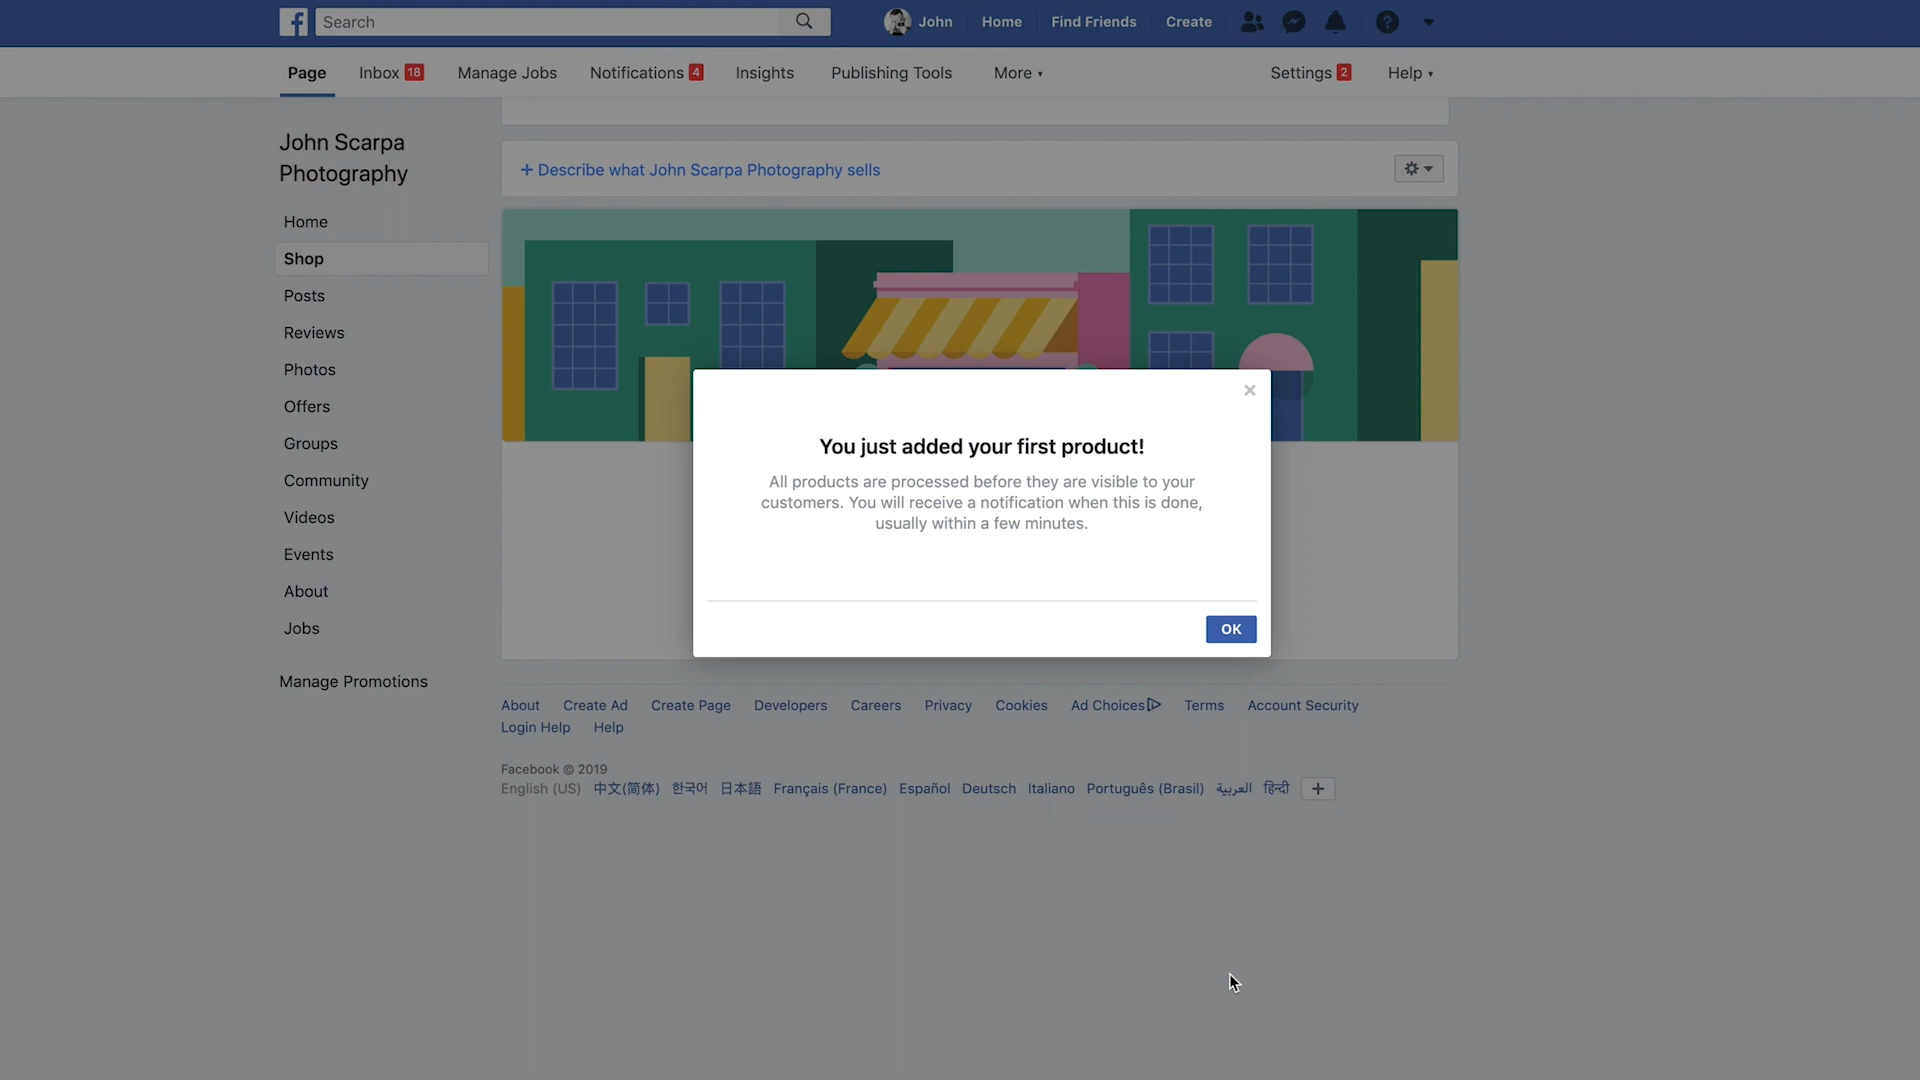 Search
John
Home
Find Friends
Create
Page
Inbox 18
Manage Jobs
Notifications 4
Insights
Publishing Tools
More
Settings 2
Help
John Scarpa
Photography
Home
Shop
Posts
Reviews
Photos
Offers
Groups
Community
Videos
Events
About
Jobs
Manage Promotions
+ Describe what John Scarpa Photography sells
You just added your first product!
All products are processed before they are visible to your
customers. You will receive a notification when this is done,
usually within a few minutes.
OK
About Create Ad Create Page Developers Careers Privacy Cookies Ad Choices Terms Account Security
Login Help Help
Facebook © 2019
English (US) 中文(简体) 한국어 日本語 Français (France) Español Deutsch Italiano Português (Brasil) العربية हिन्दी +